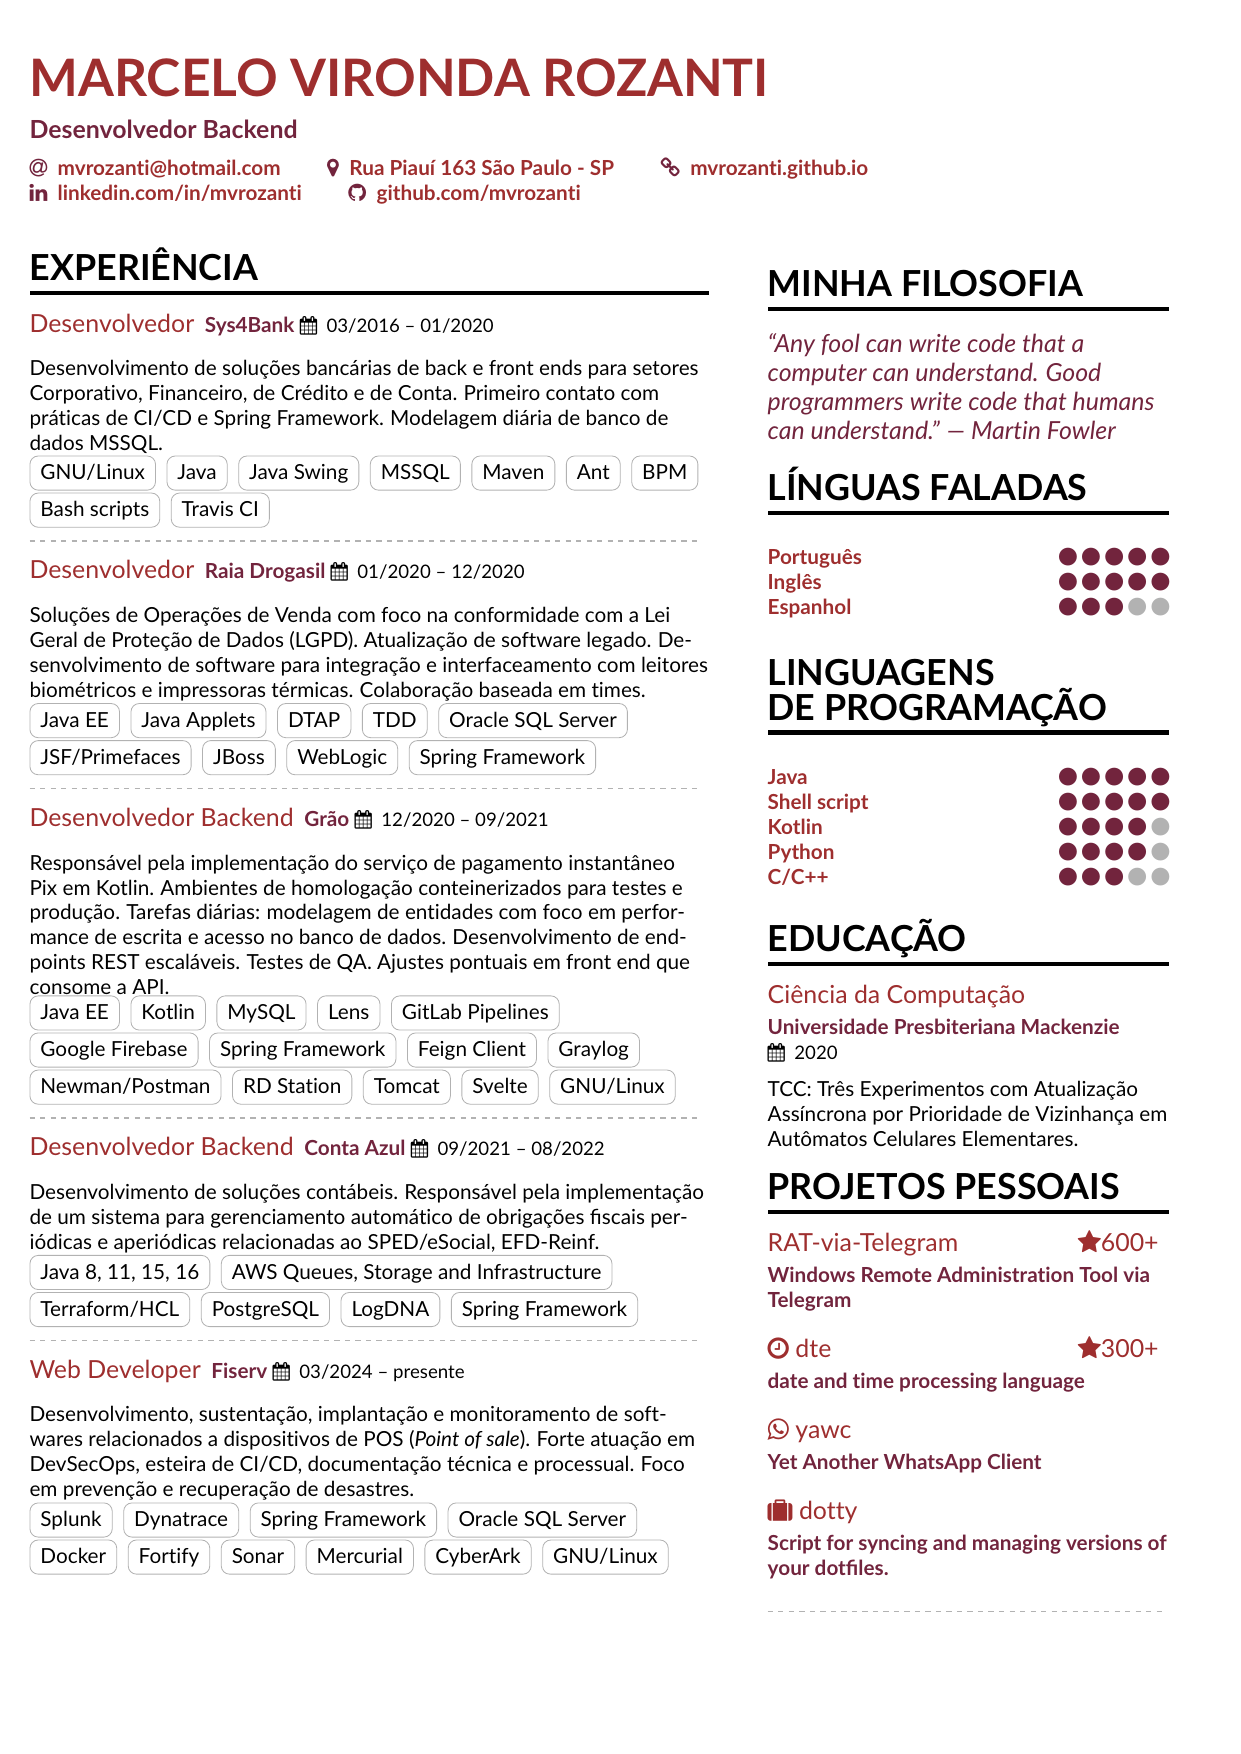 MARCELO VIRONDA ROZANTI
Desenvolvedor Backend
mvrozanti@hotmail.com Rua Piauí 163 São Paulo - SP mvrozanti.github.io
linkedin.com/in/mvrozanti github.com/mvrozanti
EXPERIÊNCIA
Desenvolvedor Sys4Bank 03/2016 – 01/2020
Desenvolvimento de soluções bancárias de back e front ends para setores
Corporativo, Financeiro, de Crédito e de Conta. Primeiro contato com
práticas de CI/CD e Spring Framework. Modelagem diária de banco de
dados MSSQL.
GNU/Linux Java Java Swing MSSQL Maven Ant BPM
Bash scripts Travis CI
Desenvolvedor Raia Drogasil 01/2020 – 12/2020
Soluções de Operações de Venda com foco na conformidade com a Lei
Geral de Proteção de Dados (LGPD). Atualização de software legado. De-
senvolvimento de software para integração e interfaceamento com leitores
biométricos e impressoras térmicas. Colaboração baseada em times.
Java EE Java Applets DTAP TDD Oracle SQL Server
JSF/Primefaces JBoss WebLogic Spring Framework
Desenvolvedor Backend Grão 12/2020 – 09/2021
Responsável pela implementação do serviço de pagamento instantâneo
Pix em Kotlin. Ambientes de homologação conteinerizados para testes e
produção. Tarefas diárias: modelagem de entidades com foco em perfor-
mance de escrita e acesso no banco de dados. Desenvolvimento de end-
points REST escaláveis. Testes de QA. Ajustes pontuais em front end que
consome a API.
Java EE Kotlin MySQL Lens GitLab Pipelines
Google Firebase Spring Framework Feign Client Graylog
Newman/Postman RD Station Tomcat Svelte GNU/Linux
Desenvolvedor Backend Conta Azul 09/2021 – 08/2022
Desenvolvimento de soluções contábeis. Responsável pela implementação
de um sistema para gerenciamento automático de obrigações fiscais per-
iódicas e aperiódicas relacionadas ao SPED/eSocial, EFD-Reinf.
Java 8, 11, 15, 16 AWS Queues, Storage and Infrastructure
Terraform/HCL PostgreSQL LogDNA Spring Framework
Web Developer Fiserv 03/2024 – presente
Desenvolvimento, sustentação, implantação e monitoramento de soft-
wares relacionados a dispositivos de POS (Point of sale). Forte atuação em
DevSecOps, esteira de CI/CD, documentação técnica e processual. Foco
em prevenção e recuperação de desastres.
Splunk Dynatrace Spring Framework Oracle SQL Server
Docker Fortify Sonar Mercurial CyberArk GNU/Linux
MINHA FILOSOFIA
“Any fool can write code that a
computer can understand. Good
programmers write code that humans
can understand.” — Martin Fowler
LÍNGUAS FALADAS
Português
Inglês
Espanhol
LINGUAGENS
DE PROGRAMAÇÃO
Java
Shell script
Kotlin
Python
C/C++
EDUCAÇÃO
Ciência da Computação
Universidade Presbiteriana Mackenzie
2020
TCC: Três Experimentos com Atualização
Assíncrona por Prioridade de Vizinhança em
Autômatos Celulares Elementares.
PROJETOS PESSOAIS
RAT-via-Telegram 600+
Windows Remote Administration Tool via
Telegram
dte 300+
date and time processing language
yawc
Yet Another WhatsApp Client
dotty
Script for syncing and managing versions of
your dotfiles.